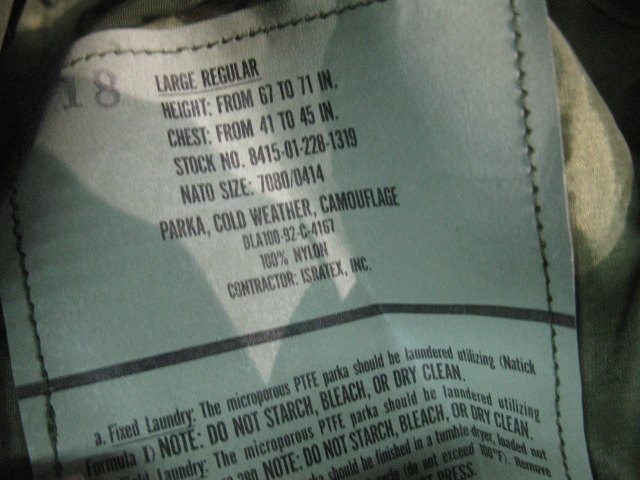 18
LARGE REGULAR
HEIGHT: FROM 67 TO 71 IN.
CHEST: FROM 41 TO 45 IN.
STOCK NO. 8415-01-228-1319
NATO SIZE: 7080/0414
PARKA, COLD WEATHER, CAMOUFLAGE
DLA100-92-C-4167
100% NYLON
CONTRACTOR: ISRATEX, INC.
a. Fixed Laundry: The microporous PTFE parka should be laundered utilizing (Natick
Formula I) NOTE: DO NOT STARCH, BLEACH, OR DRY CLEAN.
Laundry: The microporous PTFE parka should be laundered utilizing
NOTE: DO NOT STARCH, BLEACH, OR DRY CLEAN.
should be finished in a tumble-dryer, loaded not
(do not exceed 100°F). Remove
PRESS